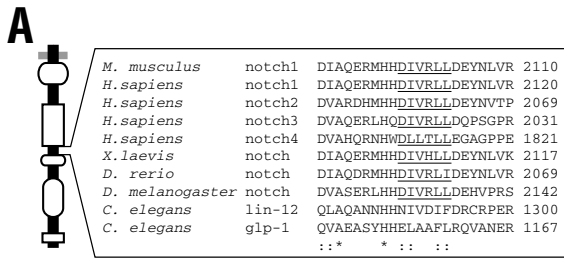 A
M. musculus notch1 DIAQERMHHDIVRLLDEYNLVR 2110
H.sapiens notch1 DIAQERMHHDIVRLLDEYNLVR 2120
H.sapiens notch2 DVARDHMHHDIVRLLDEYNVTP 2069
H.sapiens notch3 DVAQERLHQDIVRLLDQPSGPR 2031
H.sapiens notch4 DVAHQRNHWDLLTLLEGAGPPE 1821
X.laevis notch DIAQERMHHDIVHLLDEYNLVK 2117
D. rerio notch DIAQDRMHHDIVRLIDEYNLVR 2069
D. melanogaster notch DVASERLHHDIVRLLDEHVPRS 2142
C. elegans lin-12 QLAQANNHHNIVDIFDRCRPER 1300
C. elegans glp-1 QVAEASYHHELAAFLRQVANER 1167
::* * :: ::